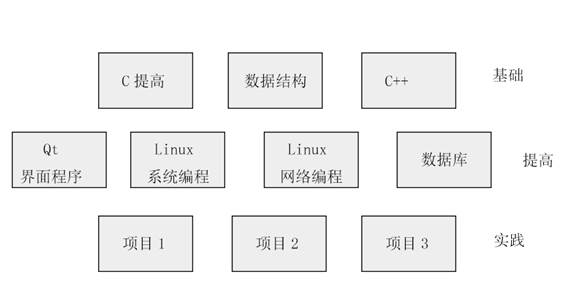 C 提高
数据结构
C++
基础
Qt
界面程序
Linux
系统编程
Linux
网络编程
数据库
提高
项目 1
项目 2
项目 3
实践